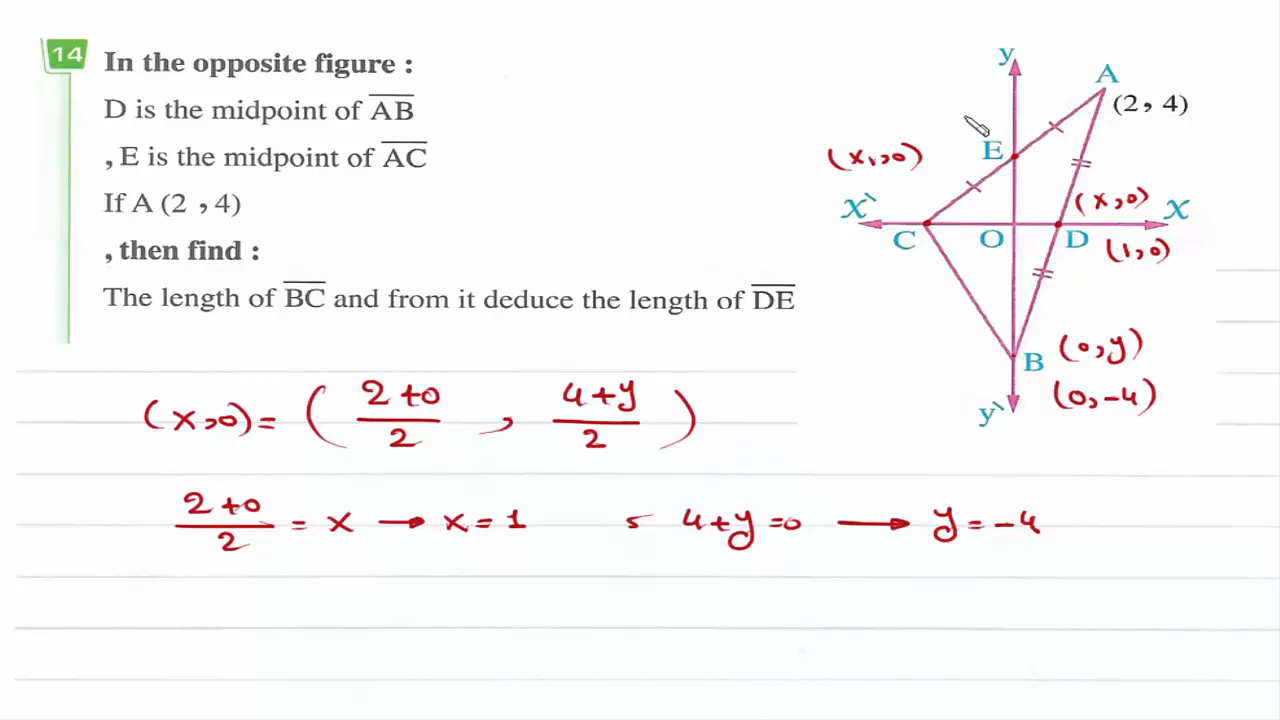 14
In the opposite figure :
D is the midpoint of AB
, E is the midpoint of AC
If A (2 , 4)
, then find :
The length of BC and from it deduce the length of DE
y
A
(2 , 4)
E
(x₁,0)
(x,0)
x`
x
C
O
D
(1,0)
B
(0,y)
(0,-4)
y`
(x,0) = ( 2+0/2 , 4+y/2 )
2+0/2 = x → x = 1 , 4+y=0 → y = -4